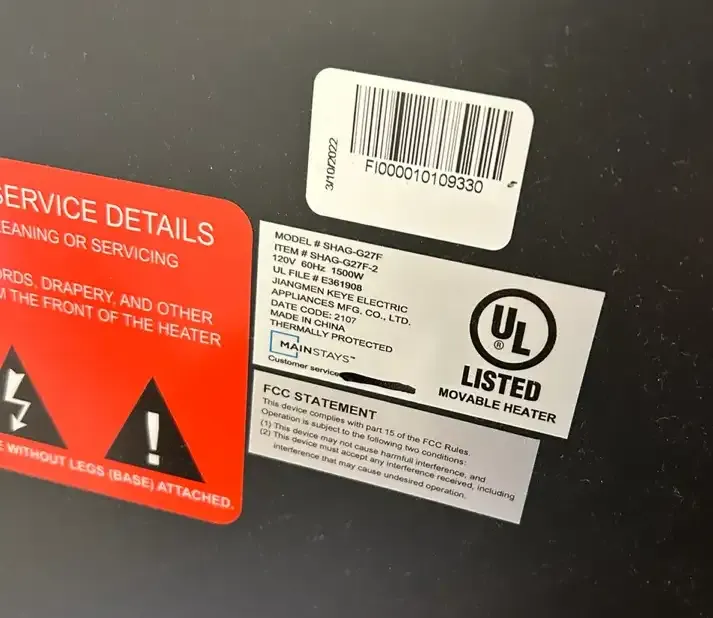 3/10/2022
FI000010109330
SERVICE DETAILS
EANING OR SERVICING
ORDS, DRAPERY, AND OTHER
M THE FRONT OF THE HEATER
E WITHOUT LEGS (BASE) ATTACHED.
MODEL # SHAG-G27F
ITEM # SHAG-G27F-2
120V 60Hz 1500W
UL FILE # E361908
JIANGMEN KEYE ELECTRIC
APPLIANCES MFG. CO., LTD.
DATE CODE: 2107
MADE IN CHINA
THERMALLY PROTECTED
MAINSTAYS™
Customer service
UL ®
LISTED
MOVABLE HEATER
FCC STATEMENT
This device complies with part 15 of the FCC Rules.
Operation is subject to the following two conditions:
(1) This device may not cause harmfull interference, and
(2) This device must accept any interference received, including
interference that may cause undesired operation.